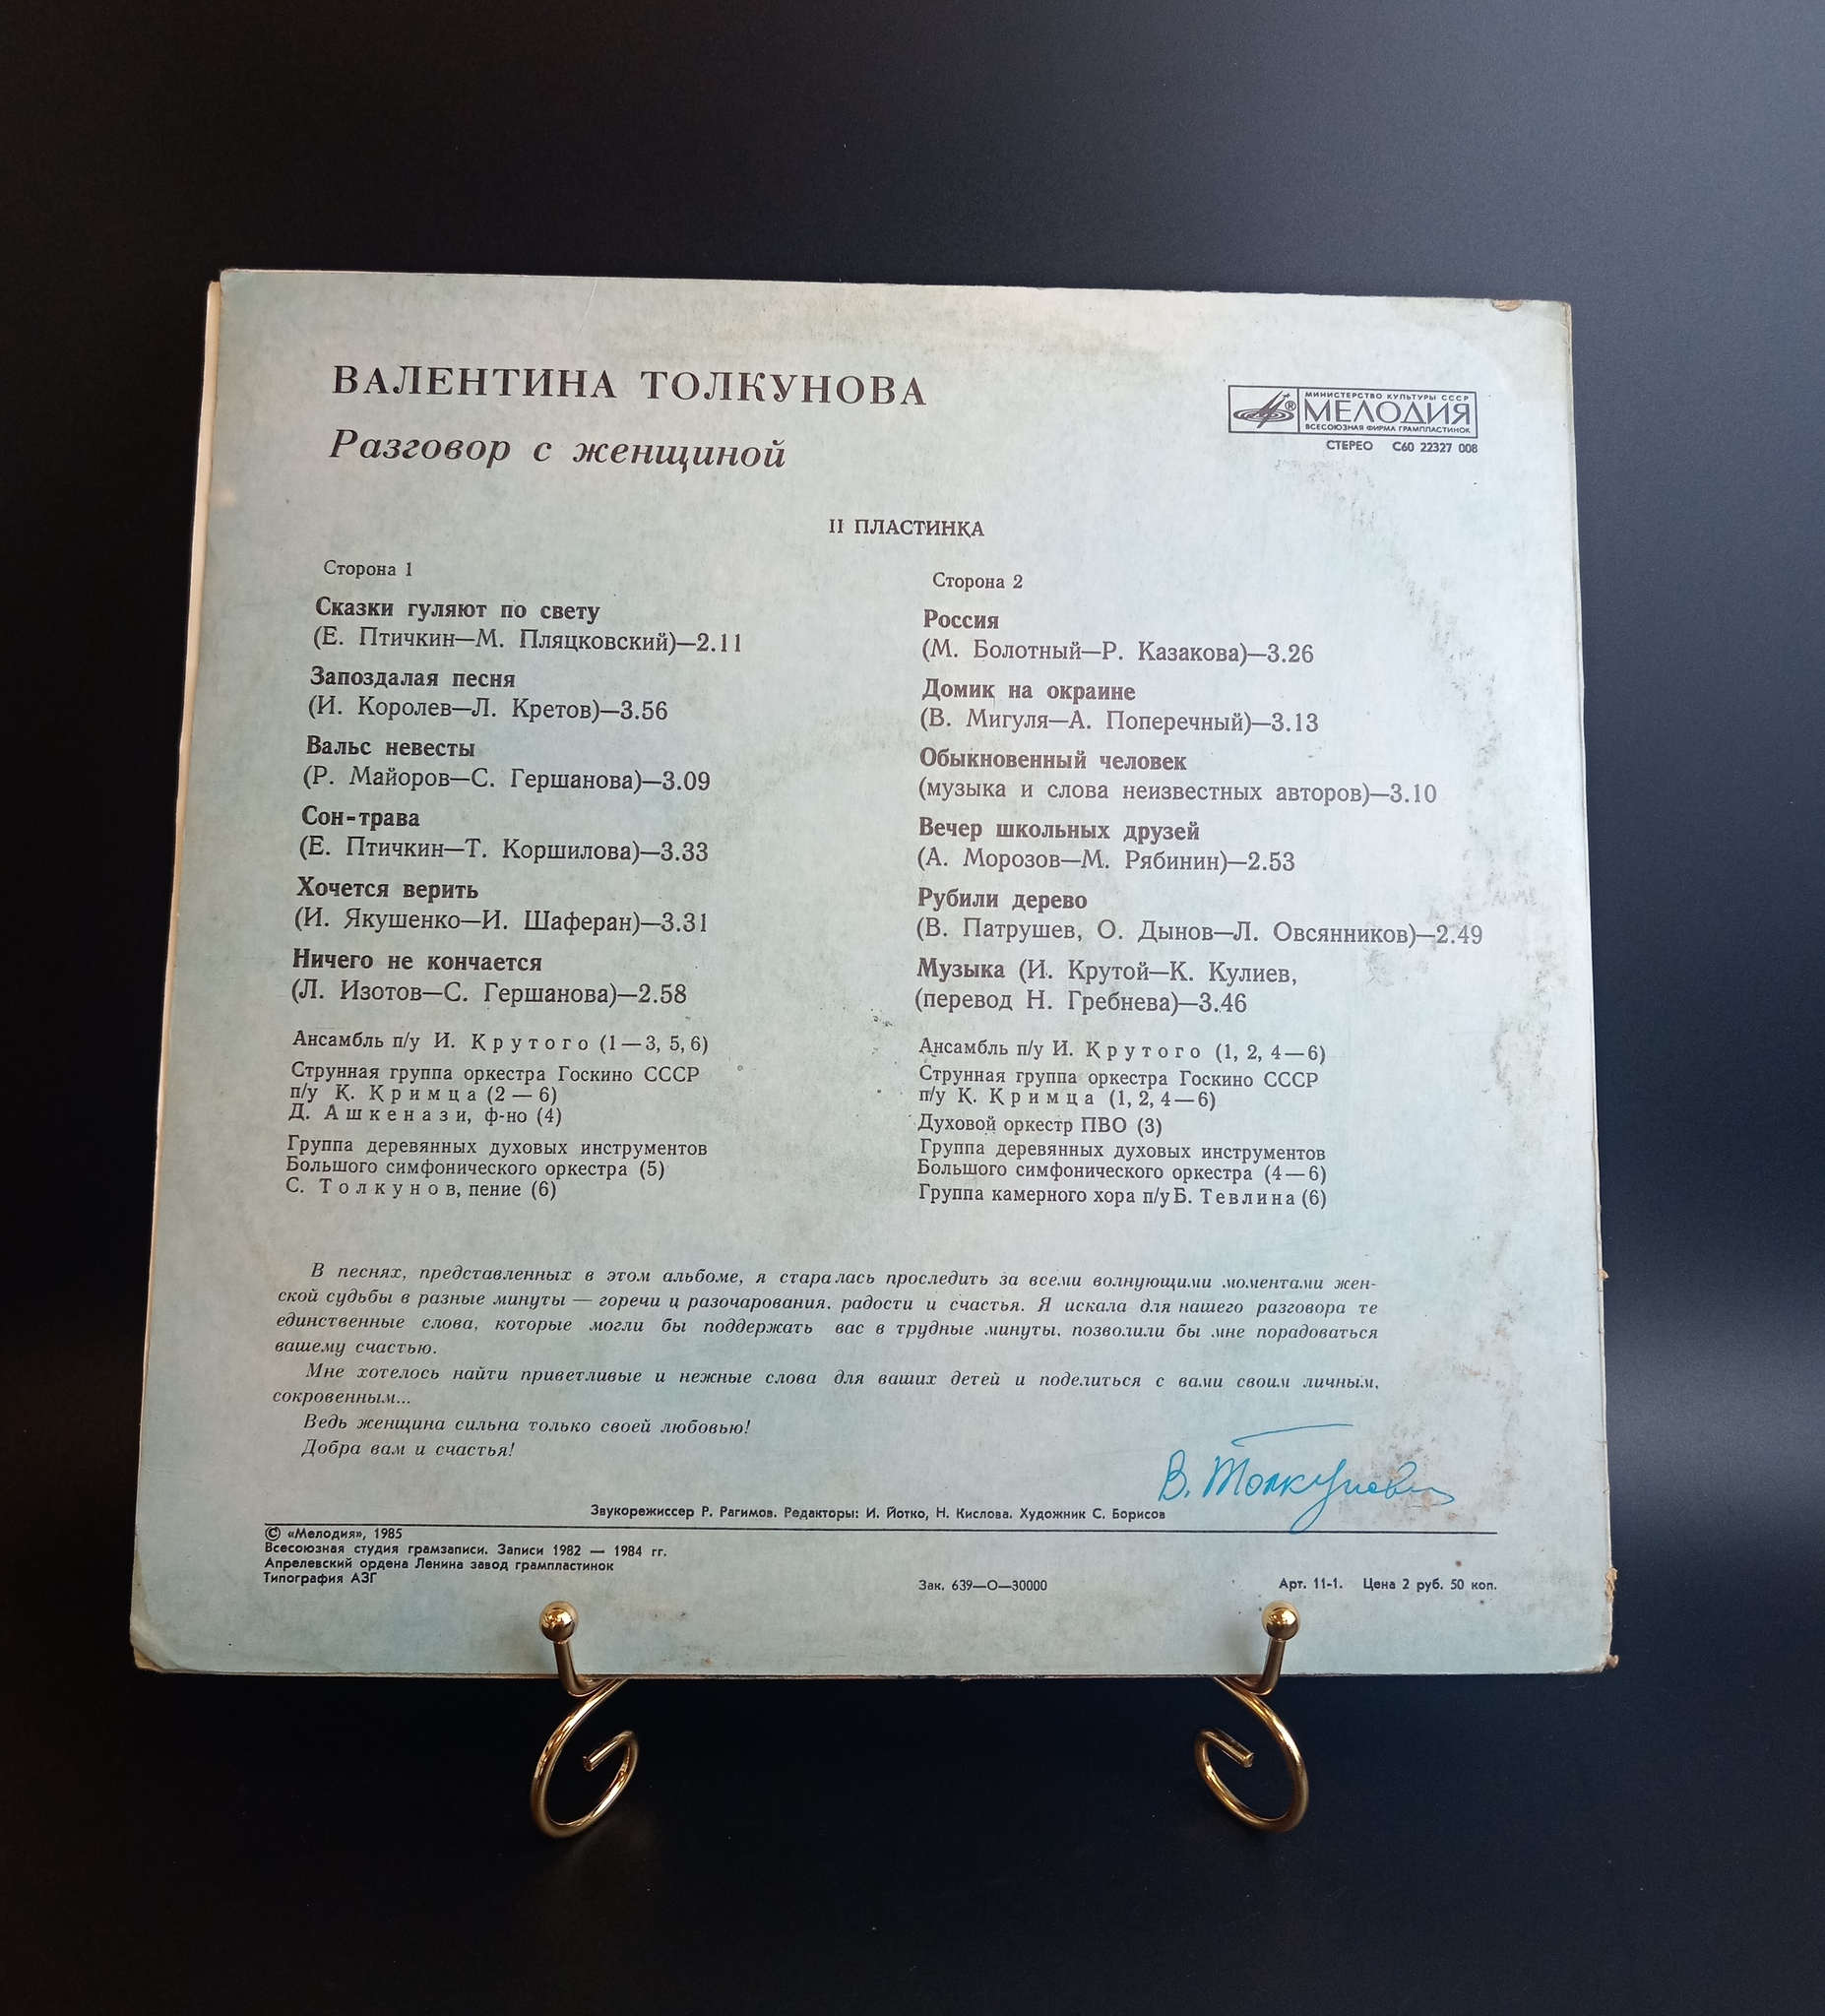 ВАЛЕНТИНА ТОЛКУНОВА
Разговор с женщиной
МИНИСТЕРСТВО КУЛЬТУРЫ СССР
МЕЛОДИЯ
ВСЕСОЮЗНАЯ ФИРМА ГРАМПЛАСТИНОК
СТЕРЕО С60 22327 008
II ПЛАСТИНКА
Сторона 1
Сказки гуляют по свету
(Е. Птичкин—М. Пляцковский)—2.11
Запоздалая песня
(И. Королев—Л. Кретов)—3.56
Вальс невесты
(Р. Майоров—С. Гершанова)—3.09
Сон-трава
(Е. Птичкин—Т. Коршилова)—3.33
Хочется верить
(И. Якушенко—И. Шаферан)—3.31
Ничего не кончается
(Л. Изотов—С. Гершанова)—2.58
Ансамбль п/у И. Крутого (1—3, 5, 6)
Струнная группа оркестра Госкино СССР
п/у К. Кримца (2 — 6)
Д. Ашкенази, ф-но (4)
Группа деревянных духовых инструментов
Большого симфонического оркестра (5)
С. Толкунов, пение (6)
Сторона 2
Россия
(М. Болотный—Р. Казакова)—3.26
Домик на окраине
(В. Мигуля—А. Поперечный)—3.13
Обыкновенный человек
(музыка и слова неизвестных авторов)—3.10
Вечер школьных друзей
(А. Морозов—М. Рябинин)—2.53
Рубили дерево
(В. Патрушев, О. Дынов—Л. Овсянников)—2.49
Музыка (И. Крутой—К. Кулиев,
(перевод Н. Гребнева)—3.46
Ансамбль п/у И. Крутого (1, 2, 4—6)
Струнная группа оркестра Госкино СССР
п/у К. Кримца (1, 2, 4—6)
Духовой оркестр ПВО (3)
Группа деревянных духовых инструментов
Большого симфонического оркестра (4—6)
Группа камерного хора п/у Б. Тевлина (6)
В песнях, представленных в этом альбоме, я старалась проследить за всеми волнующими моментами жен-
ской судьбы в разные минуты — горечи и разочарования, радости и счастья. Я искала для нашего разговора те
единственные слова, которые могли бы поддержать вас в трудные минуты, позволили бы мне порадоваться
вашему счастью.
Мне хотелось найти приветливые и нежные слова для ваших детей и поделиться с вами своим личным,
сокровенным...
Ведь женщина сильна только своей любовью!
Добра вам и счастья!
В. Толкунова
Звукорежиссер Р. Рагимов. Редакторы: И. Йотко, Н. Кислова. Художник С. Борисов
© «Мелодия», 1985
Всесоюзная студия грамзаписи. Записи 1982 — 1984 гг.
Апрелевский ордена Ленина завод грампластинок
Типография АЗГ
Зак. 639—О—30000
Арт. 11-1. Цена 2 руб. 50 коп.